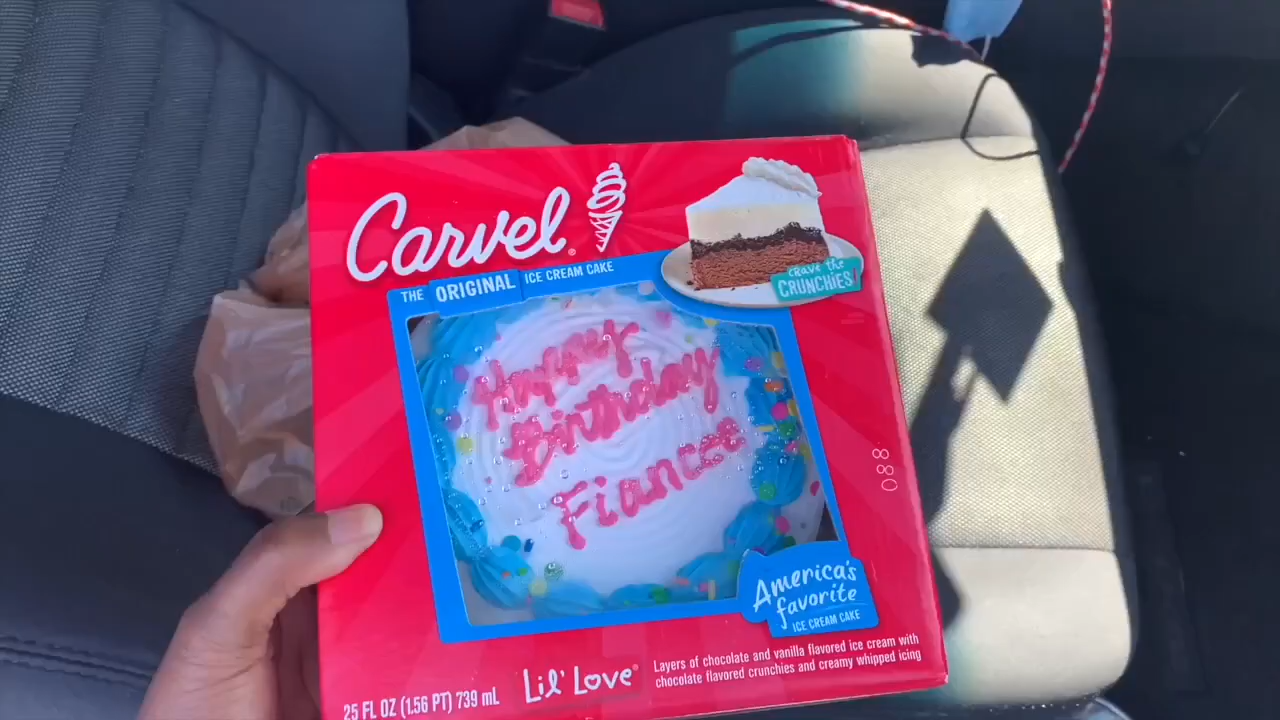 Carvel
THE ORIGINAL ICE CREAM CAKE
crave the
CRUNCHIES!
Happy
Birthday
Fiancee
088
America's
favorite
ICE CREAM CAKE
Lil' Love
Layers of chocolate and vanilla flavored ice cream with
chocolate flavored crunchies and creamy whipped icing
25 FL OZ (1.56 PT) 739 mL